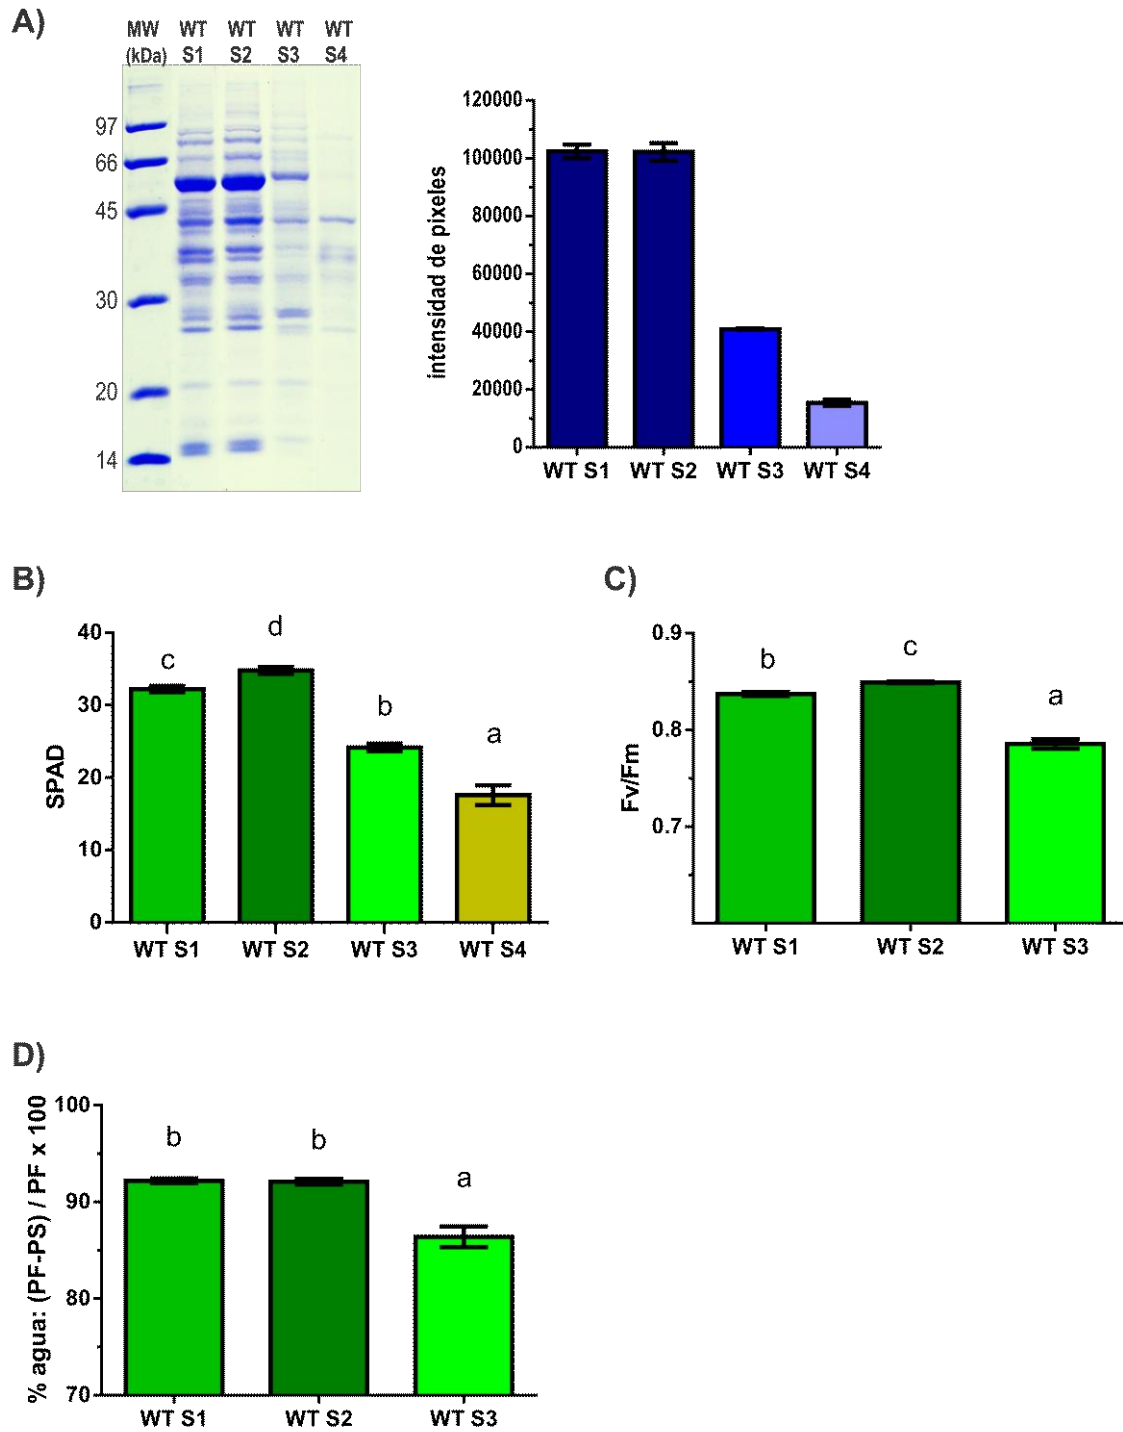 A)
MW WT WT WT WT
(kDa) S1 S2 S3 S4
97
66
45
30
20
14
intensidad de pixeles
120000
100000
80000
60000
40000
20000
0
WT S1 WT S2 WT S3 WT S4
B)
SPAD
40
30
20
10
0
c d b a
WT S1 WT S2 WT S3 WT S4
C)
Fv/Fm
0.9
0.8
0.7
b c a
WT S1 WT S2 WT S3
D)
% agua: (PF-PS) / PF x 100
100
90
80
70
b b a
WT S1 WT S2 WT S3